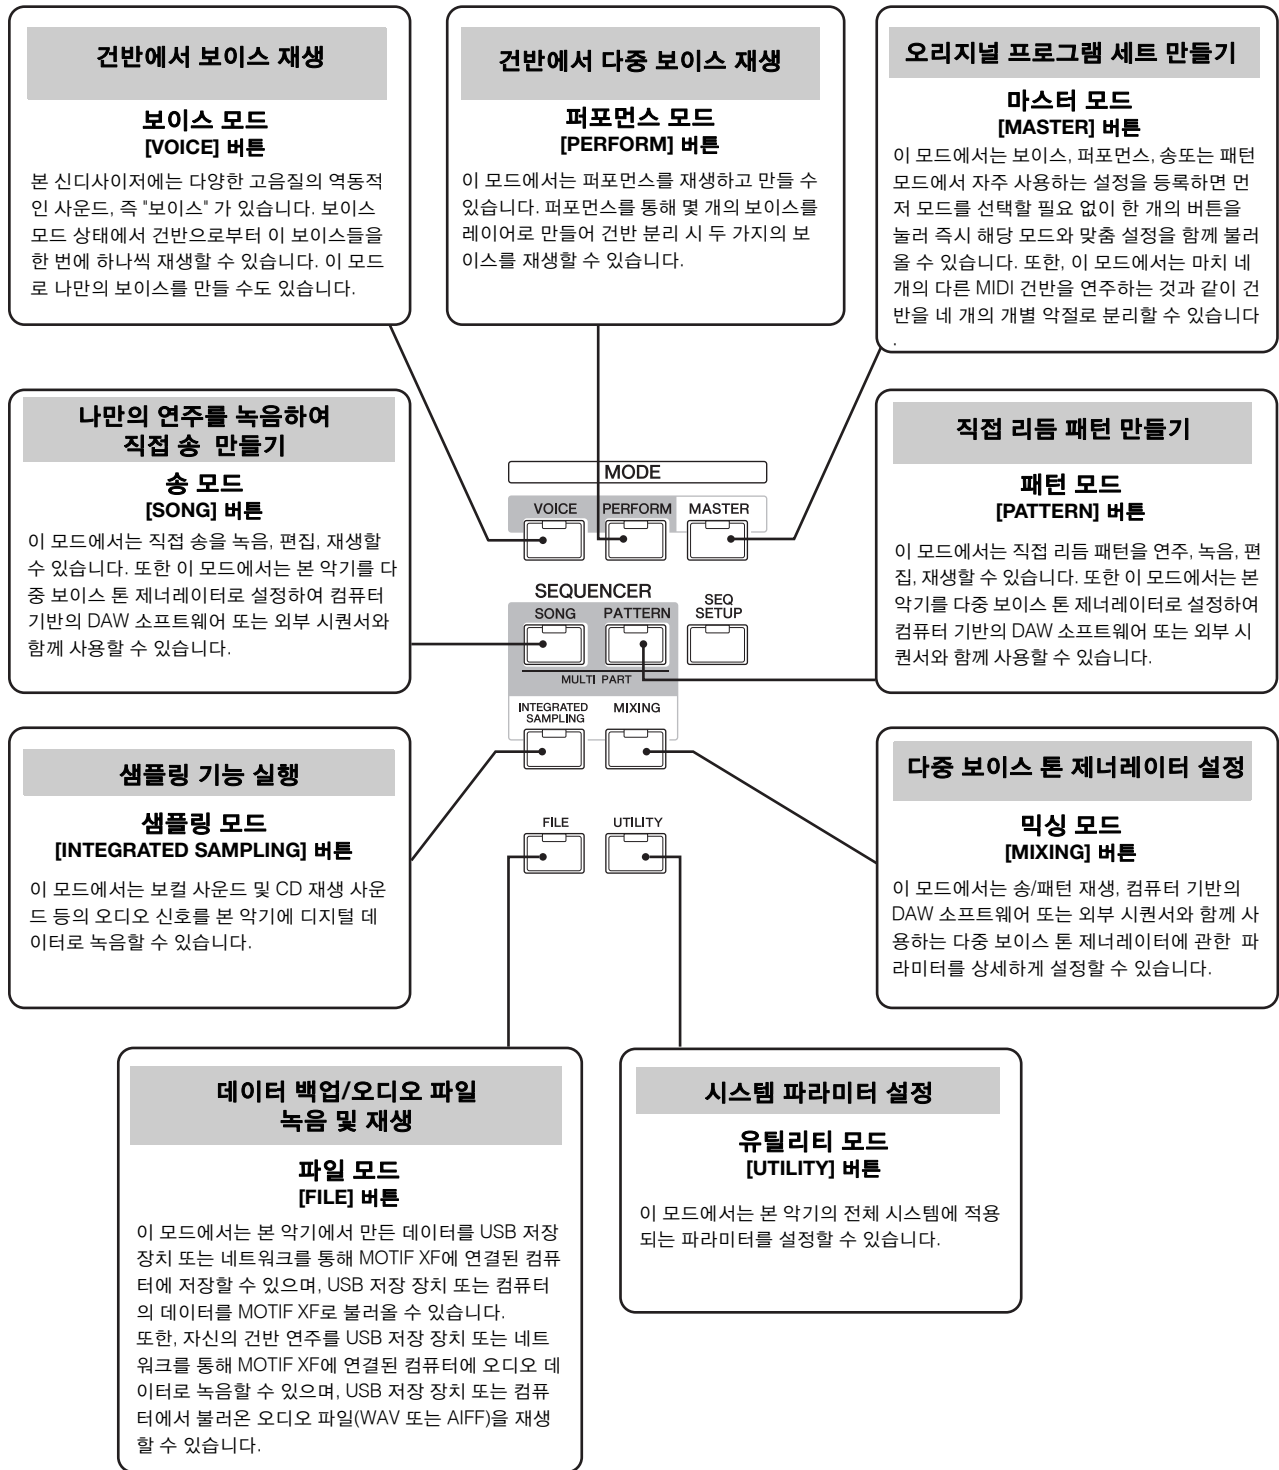 건반에서 보이스 재생
보이스 모드
[VOICE] 버튼
본 신디사이저에는 다양한 고음질의 역동적
인 사운드, 즉 "보이스" 가 있습니다. 보이스
모드 상태에서 건반으로부터 이 보이스들을
한 번에 하나씩 재생할 수 있습니다. 이 모드
로 나만의 보이스를 만들 수도 있습니다.
건반에서 다중 보이스 재생
퍼포먼스 모드
[PERFORM] 버튼
이 모드에서는 퍼포먼스를 재생하고 만들 수
있습니다. 퍼포먼스를 통해 몇 개의 보이스를
레이어로 만들어 건반 분리 시 두 가지의 보
이스를 재생할 수 있습니다.
오리지널 프로그램 세트 만들기
마스터 모드
[MASTER] 버튼
이 모드에서는 보이스, 퍼포먼스, 송또는 패턴
모드에서 자주 사용하는 설정을 등록하면 먼
저 모드를 선택할 필요 없이 한 개의 버튼을
눌러 즉시 해당 모드와 맞춤 설정을 함께 불러
올 수 있습니다. 또한, 이 모드에서는 마치 네
개의 다른 MIDI 건반을 연주하는 것과 같이 건
반을 네 개의 개별 악절로 분리할 수 있습니다
.
나만의 연주를 녹음하여
직접 송 만들기
송 모드
[SONG] 버튼
이 모드에서는 직접 송을 녹음, 편집, 재생할
수 있습니다. 또한 이 모드에서는 본 악기를 다
중 보이스 톤 제너레이터로 설정하여 컴퓨터
기반의 DAW 소프트웨어 또는 외부 시퀀서와
함께 사용할 수 있습니다.
MODE
VOICE PERFORM MASTER
SEQUENCER
SONG PATTERN
SEQ
SETUP
MULTI PART
INTEGRATED
SAMPLING
MIXING
FILE UTILITY
직접 리듬 패턴 만들기
패턴 모드
[PATTERN] 버튼
이 모드에서는 직접 리듬 패턴을 연주, 녹음, 편
집, 재생할 수 있습니다. 또한 이 모드에서는 본
악기를 다중 보이스 톤 제너레이터로 설정하여
컴퓨터 기반의 DAW 소프트웨어 또는 외부 시
퀀서와 함께 사용할 수 있습니다.
샘플링 기능 실행
샘플링 모드
[INTEGRATED SAMPLING] 버튼
이 모드에서는 보컬 사운드 및 CD 재생 사운
드 등의 오디오 신호를 본 악기에 디지털 데
이터로 녹음할 수 있습니다.
다중 보이스 톤 제너레이터 설정
믹싱 모드
[MIXING] 버튼
이 모드에서는 송/패턴 재생, 컴퓨터 기반의
DAW 소프트웨어 또는 외부 시퀀서와 함께 사
용하는 다중 보이스 톤 제너레이터에 관한 파
라미터를 상세하게 설정할 수 있습니다.
데이터 백업/오디오 파일
녹음 및 재생
파일 모드
[FILE] 버튼
이 모드에서는 본 악기에서 만든 데이터를 USB 저장
장치 또는 네트워크를 통해 MOTIF XF에 연결된 컴퓨
터에 저장할 수 있으며, USB 저장 장치 또는 컴퓨터
의 데이터를 MOTIF XF로 불러올 수 있습니다.
또한, 자신의 건반 연주를 USB 저장 장치 또는 네트
워크를 통해 MOTIF XF에 연결된 컴퓨터에 오디오 데
이터로 녹음할 수 있으며, USB 저장 장치 또는 컴퓨
터에서 불러온 오디오 파일(WAV 또는 AIFF)을 재생
할 수 있습니다.
시스템 파라미터 설정
유틸리티 모드
[UTILITY] 버튼
이 모드에서는 본 악기의 전체 시스템에 적용
되는 파라미터를 설정할 수 있습니다.